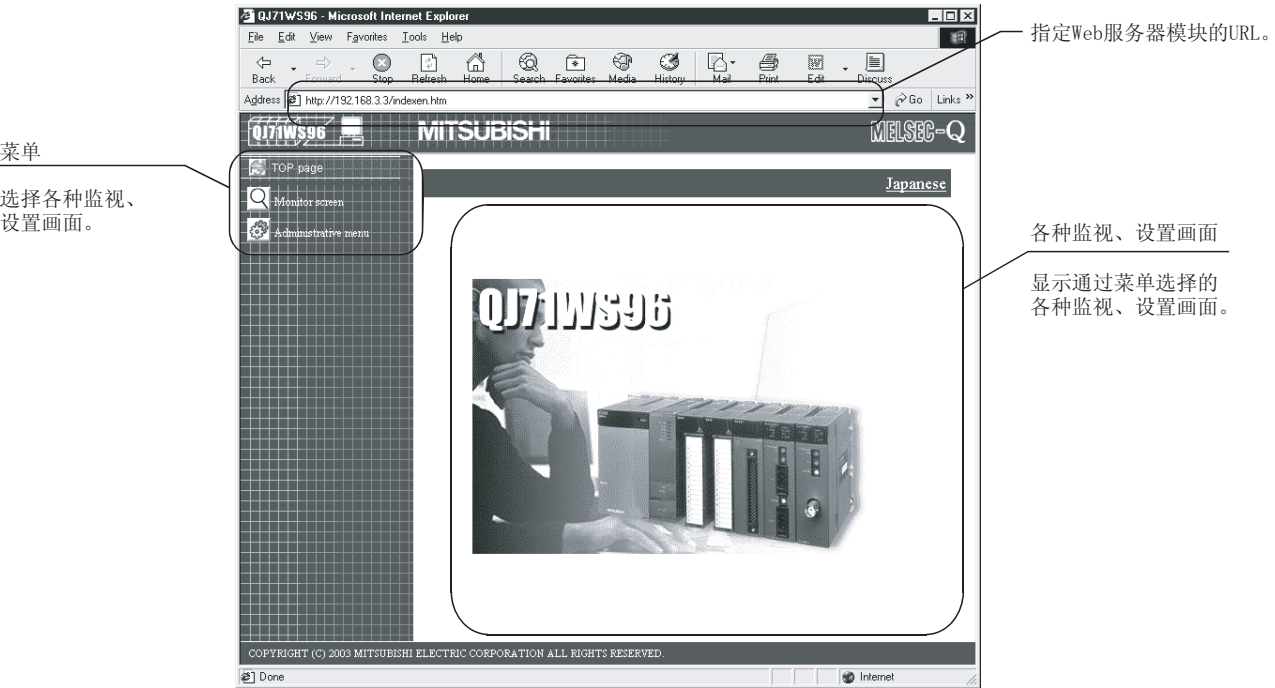 QJ71WS96 - Microsoft Internet Explorer
File Edit View Favorites Tools Help
Back Forward Stop Refresh Home Search Favorites Media History Mail Print Edit Discuss
Address http://192.168.3.3/indexen.htm Go Links »
指定Web服务器模块的URL。
QJ71WS96 MITSUBISHI MELSEC-Q
菜单
选择各种监视、
设置画面。
TOP page
Monitor screen
Administrative menu
Japanese
各种监视、设置画面
显示通过菜单选择的
各种监视、设置画面。
QJ71WS96
COPYRIGHT (C) 2003 MITSUBISHI ELECTRIC CORPORATION ALL RIGHTS RESERVED.
Done Internet